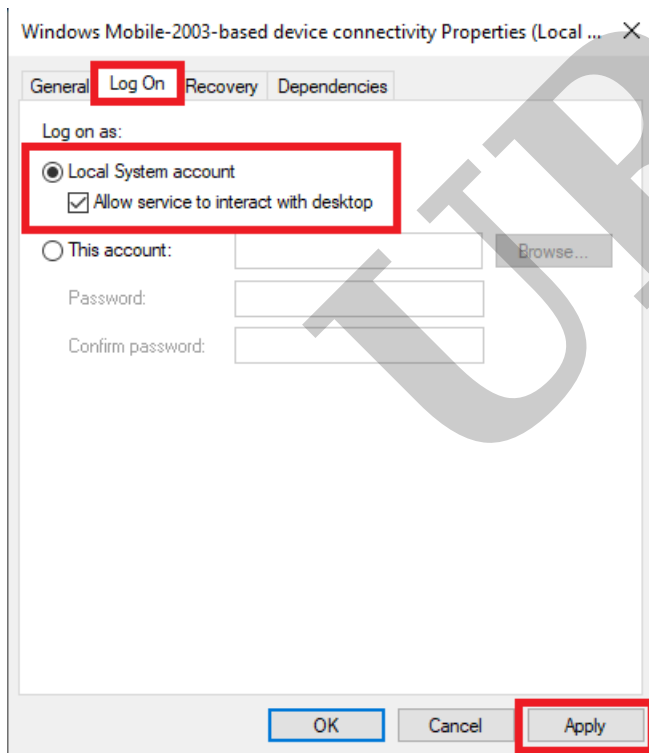 Windows Mobile-2003-based device connectivity Properties (Local ...
General Log On Recovery Dependencies
Log on as:
Local System account
Allow service to interact with desktop
This account:
Browse...
Password:
Confirm password:
OK Cancel Apply